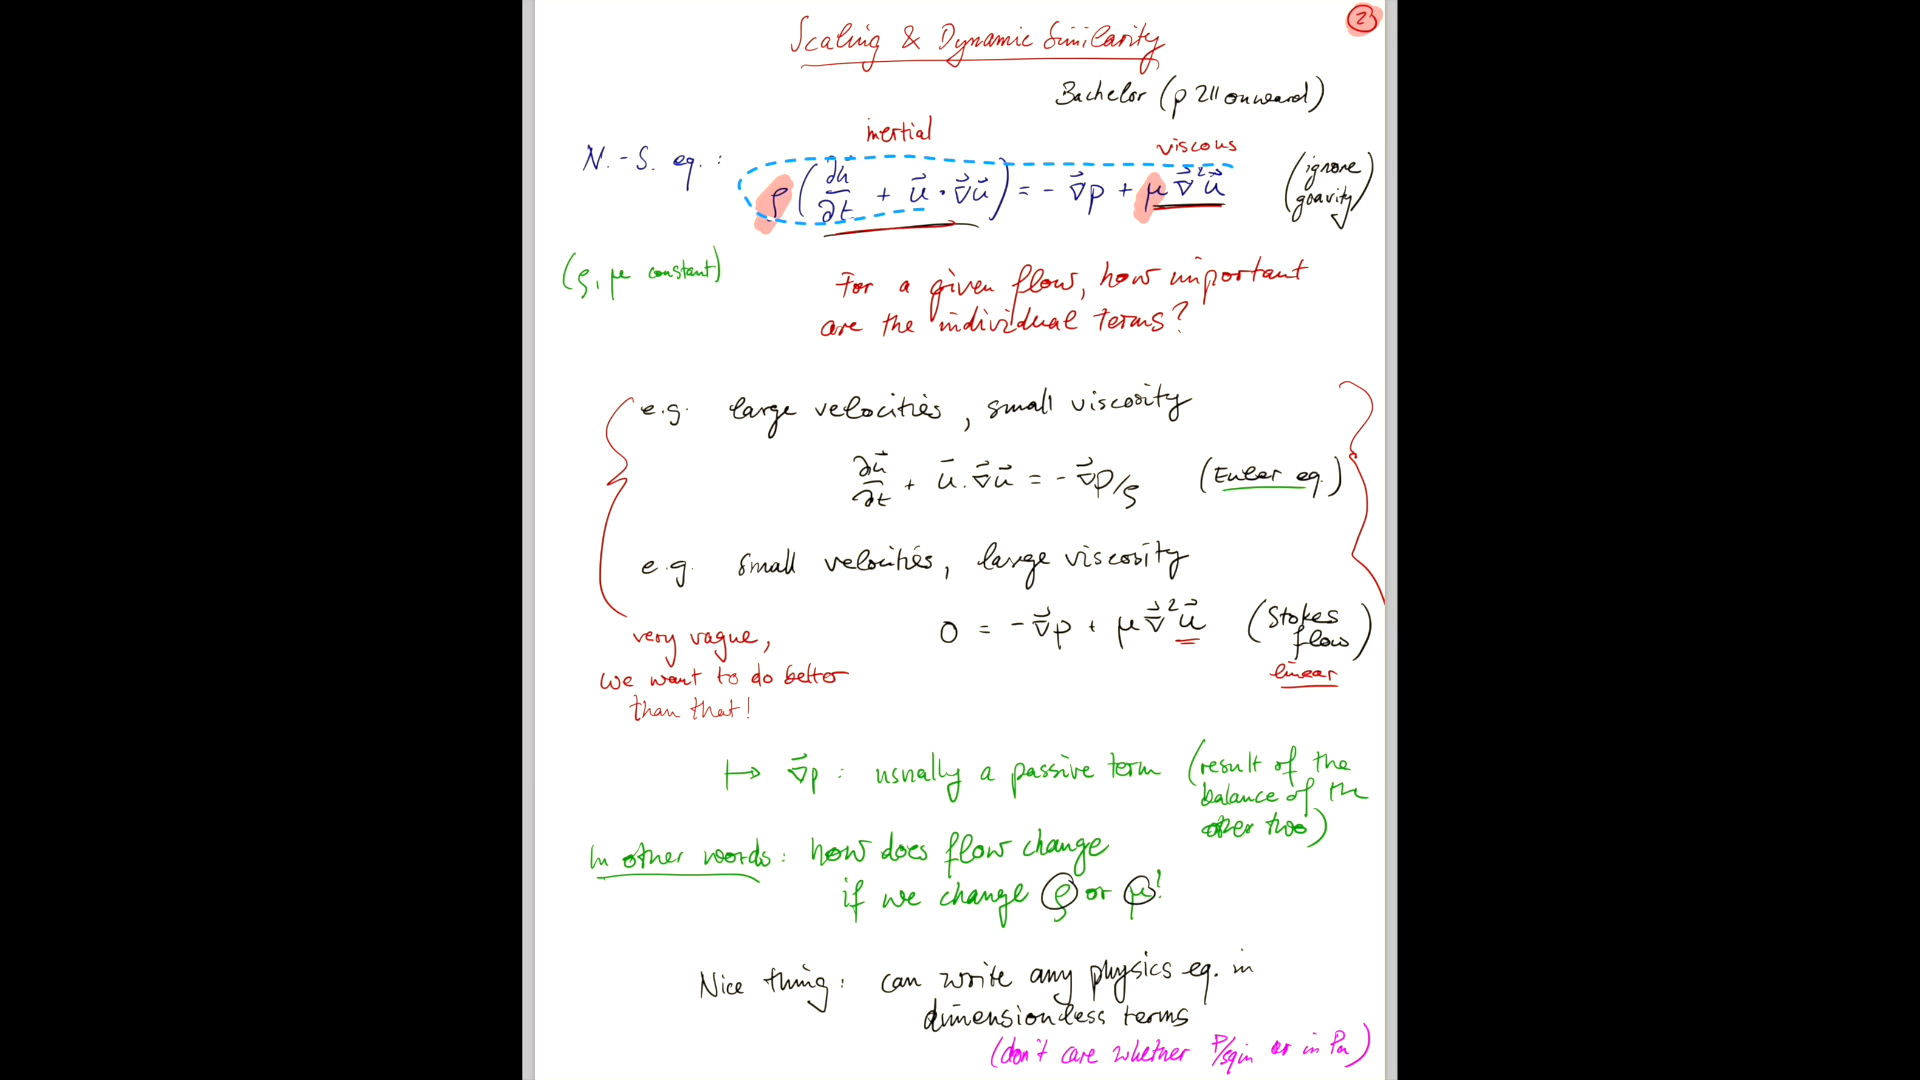 Scaling & Dynamic Similarity
2
Bachelor (p 211 onward)
inertial
viscous
N.-S. eq.: ρ(∂u/∂t + u⃗·∇⃗u⃗) = -∇⃗p + μ∇⃗²u⃗ (ignore gravity)
(ρ, μ constant)
For a given flow, how important
are the individual terms?
e.g. large velocities, small viscosity
∂u⃗/∂t + u⃗·∇⃗u⃗ = -∇⃗p/ρ (Euler eq.)
e.g. small velocities, large viscosity
0 = -∇⃗p + μ∇⃗²u⃗ (Stokes flow)
linear
very vague,
we want to do better
than that!
↦ ∇⃗p: usually a passive term (result of the
balance of the
other two)
In other words: how does flow change
if we change ρ or μ!
Nice thing: can write any physics eq. in
dimensionless terms
(don't care whether P/sqin or in Pa)